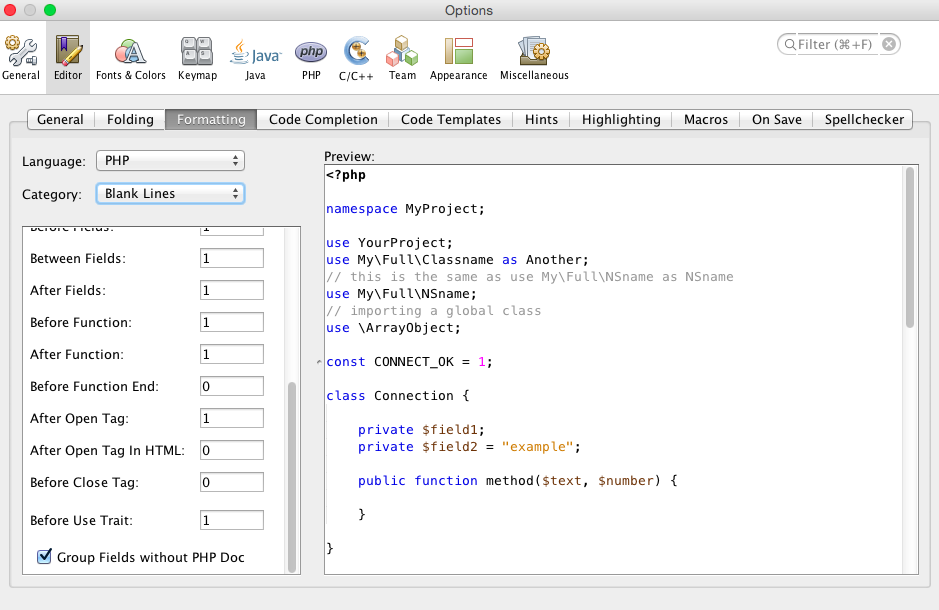 Options
General Editor Fonts & Colors Keymap Java PHP C/C++ Team Appearance Miscellaneous
Java
php
Filter (⌘+F)
General Folding Formatting Code Completion Code Templates Hints Highlighting Macros On Save Spellchecker
Language: PHP
Category: Blank Lines
Before Fields: 1
Between Fields: 1
After Fields: 1
Before Function: 1
After Function: 1
Before Function End: 0
After Open Tag: 1
After Open Tag In HTML: 0
Before Close Tag: 0
Before Use Trait: 1
Group Fields without PHP Doc
Preview:
<?php
namespace MyProject;
use YourProject;
use My\Full\Classname as Another;
// this is the same as use My\Full\NSname as NSname
use My\Full\NSname;
// importing a global class
use \ArrayObject;
const CONNECT_OK = 1;
class Connection {
private $field1;
private $field2 = "example";
public function method($text, $number) {
}
}